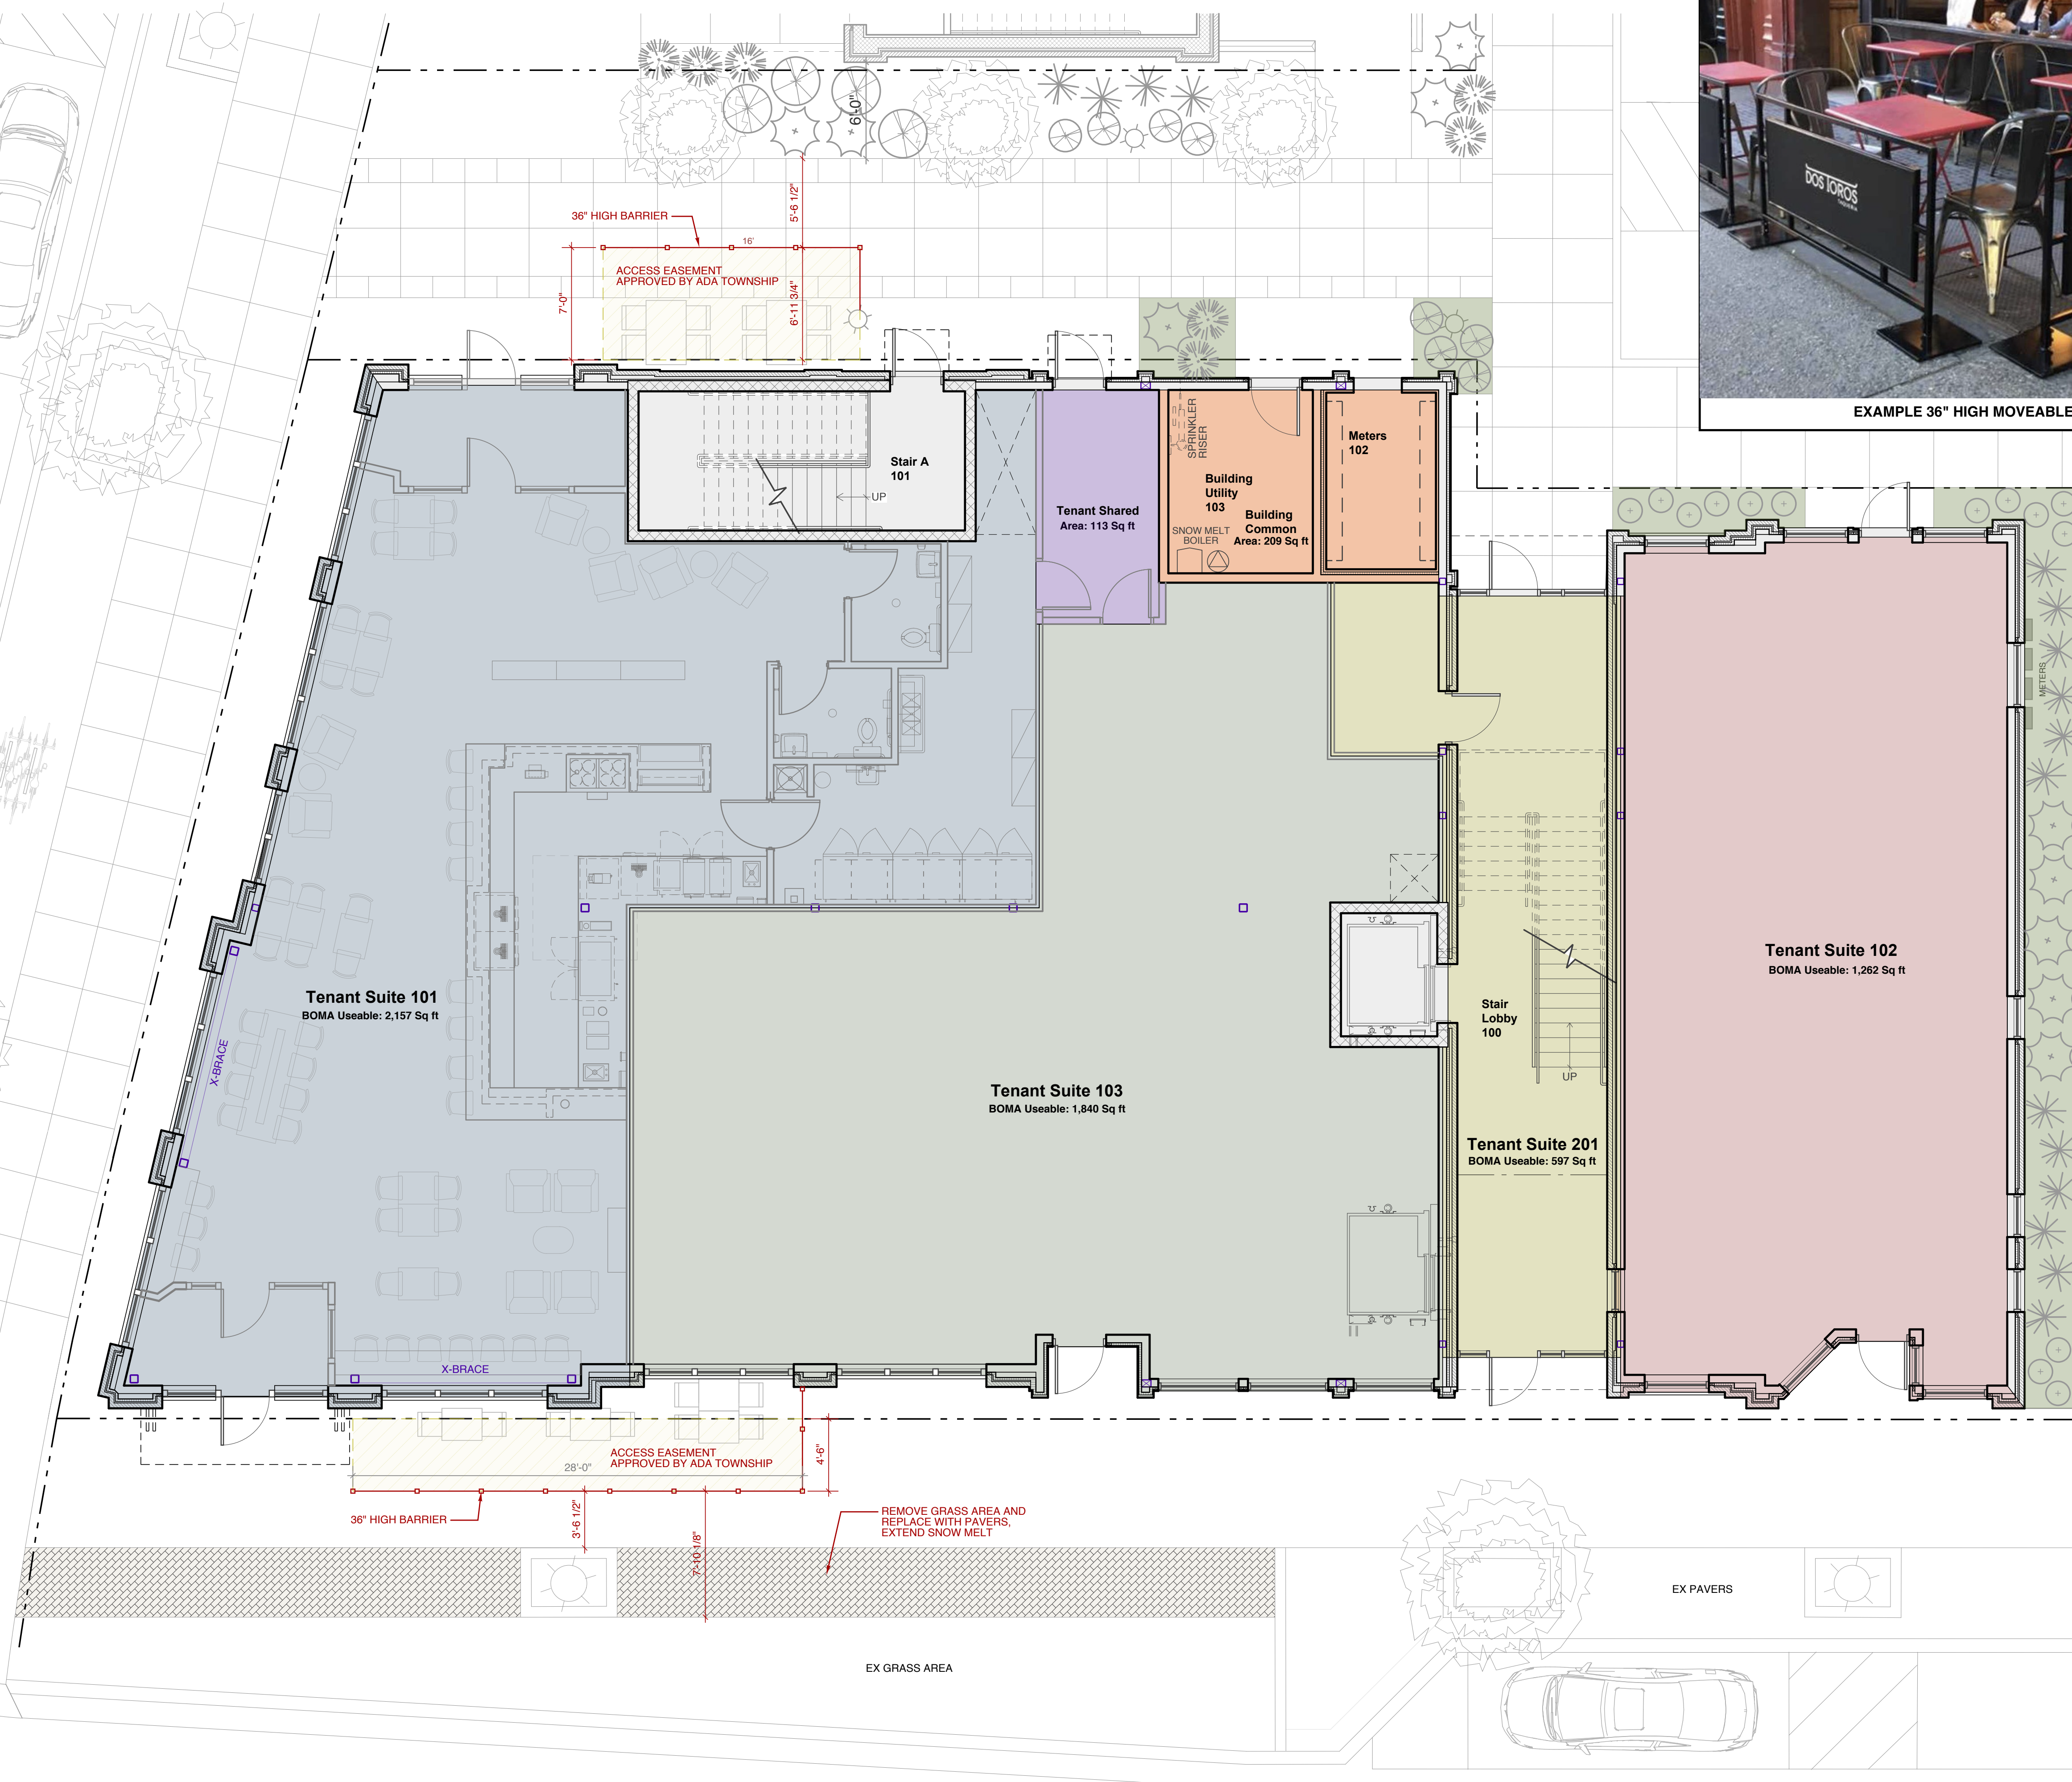 6'-0"
DOS TOROS
TAQUERIA
EXAMPLE 36" HIGH MOVEABLE
36" HIGH BARRIER
5'-6 1/2"
16'
ACCESS EASEMENT
APPROVED BY ADA TOWNSHIP
7'-0"
6'-11 3/4"
Stair A
101
UP
SPRINKLER
RISER
Meters
102
Building
Utility
103
Tenant Shared
Area: 113 Sq ft
Building
Common
Area: 209 Sq ft
SNOW MELT
BOILER
METERS
Tenant Suite 102
BOMA Useable: 1,262 Sq ft
Tenant Suite 101
BOMA Useable: 2,157 Sq ft
Stair
Lobby
100
UP
X-BRACE
Tenant Suite 103
BOMA Useable: 1,840 Sq ft
Tenant Suite 201
BOMA Useable: 597 Sq ft
X-BRACE
ACCESS EASEMENT
APPROVED BY ADA TOWNSHIP
28'-0"
4'-6"
36" HIGH BARRIER
3'-6 1/2"
7'-10 1/8"
REMOVE GRASS AREA AND
REPLACE WITH PAVERS,
EXTEND SNOW MELT
EX PAVERS
EX GRASS AREA